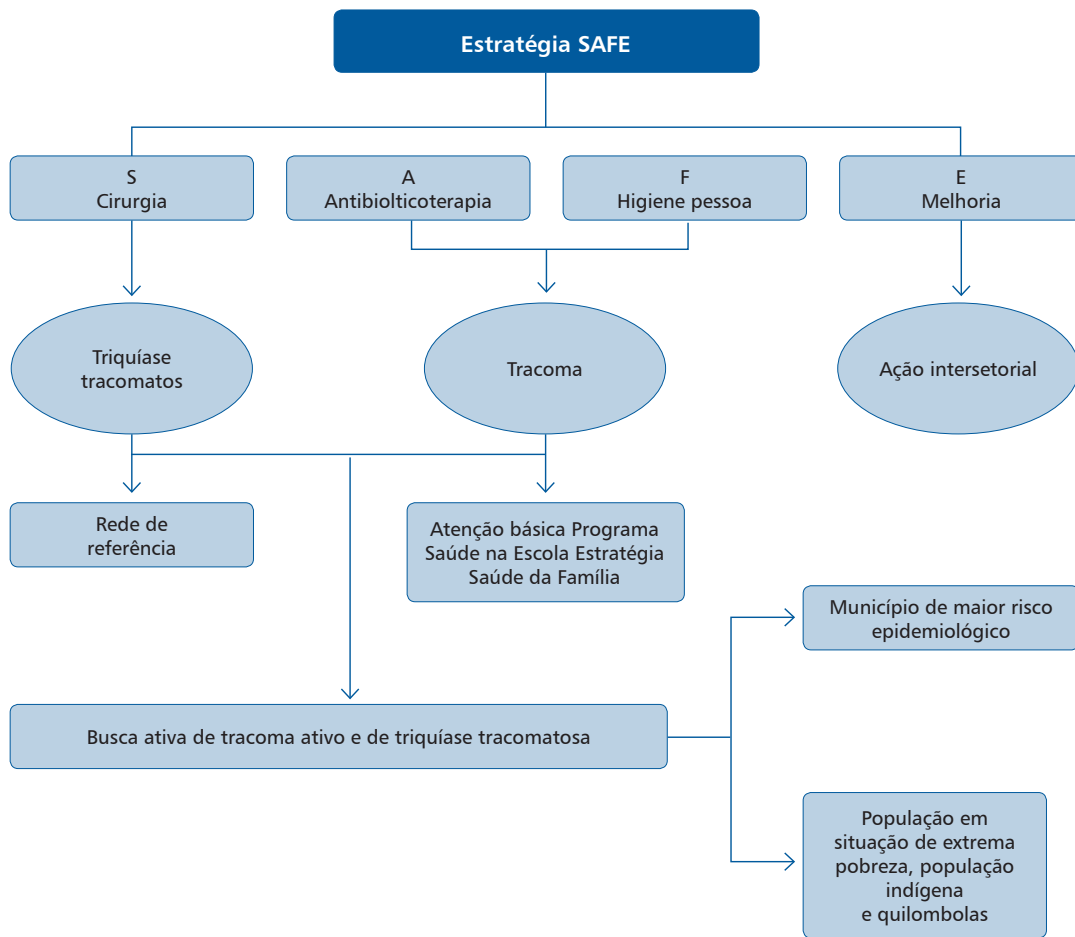 Estratégia SAFE
S
Cirurgia
A
Antibiolticoterapia
F
Higiene pessoa
E
Melhoria
Triquíase
tracomatos
Tracoma
Ação intersetorial
Rede de
referência
Atenção básica Programa
Saúde na Escola Estratégia
Saúde da Família
Município de maior risco
epidemiológico
Busca ativa de tracoma ativo e de triquíase tracomatosa
População em
situação de extrema
pobreza, população
indígena
e quilombolas